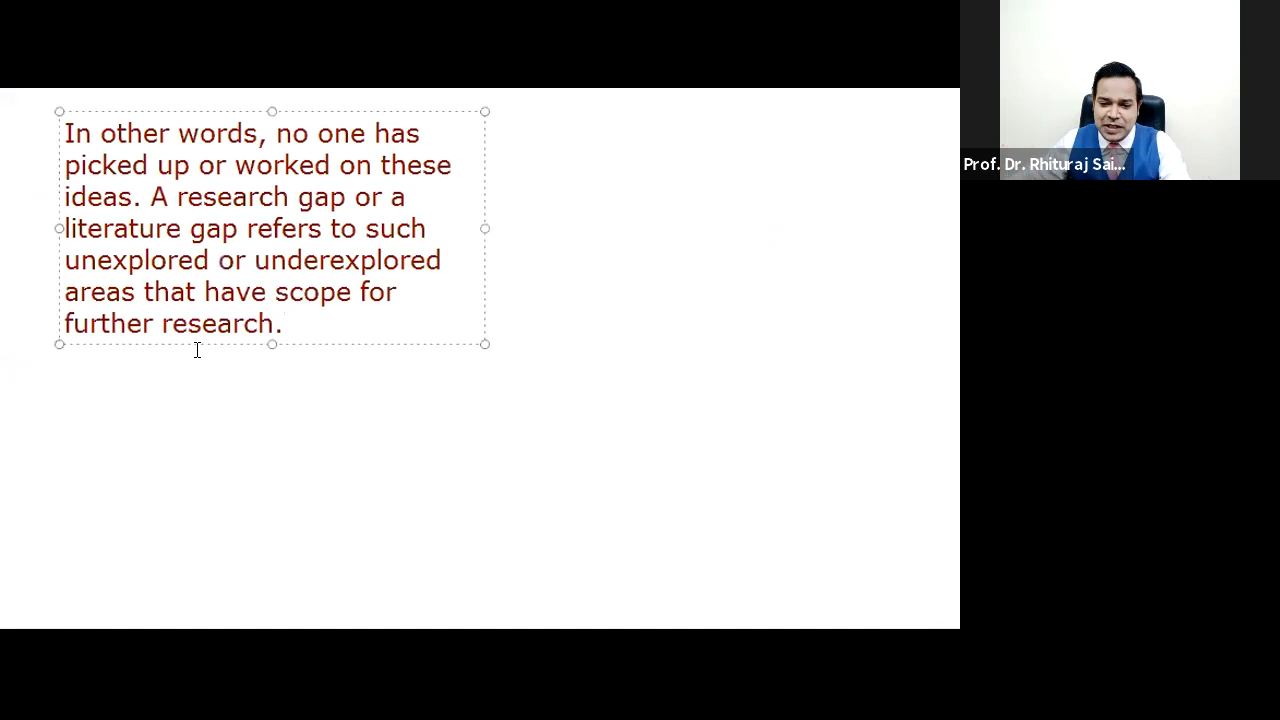 In other words, no one has
picked up or worked on these
ideas. A research gap or a
literature gap refers to such
unexplored or underexplored
areas that have scope for
further research.
Prof. Dr. Rhituraj Sai...